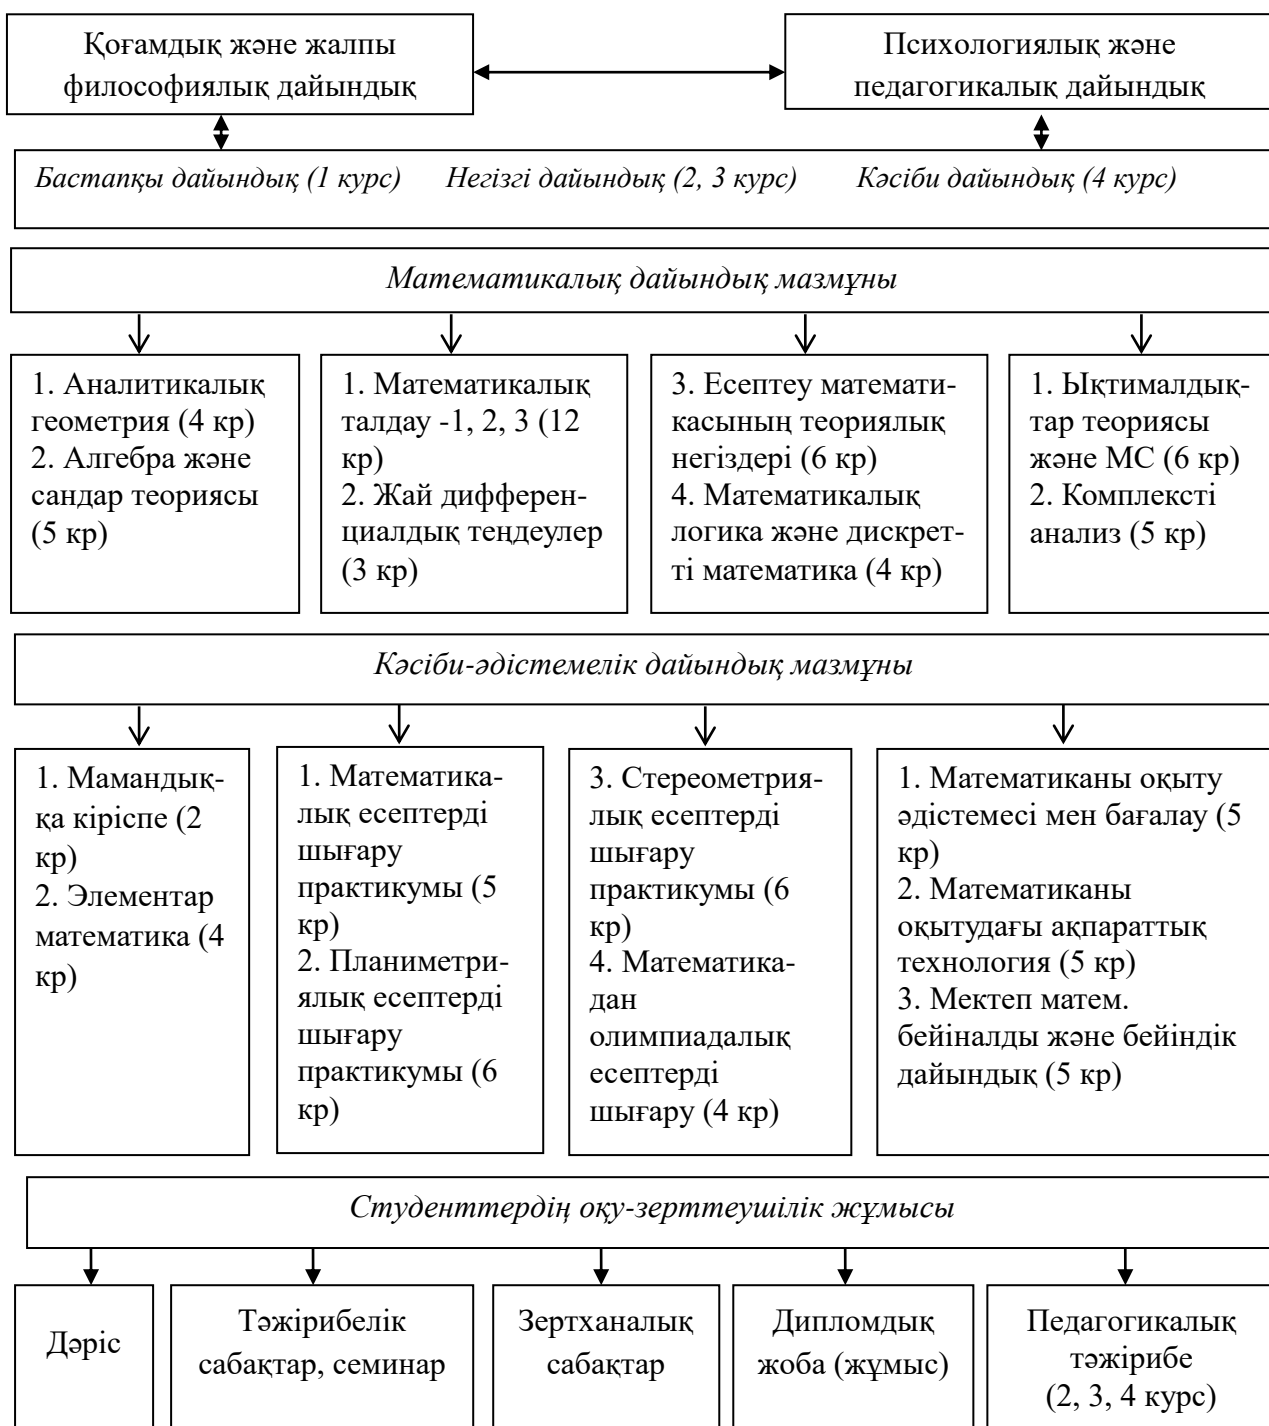 Қоғамдық және жалпы
философиялық дайындық
Психологиялық және
педагогикалық дайындық
Бастапқы дайындық (1 курс) Негізгі дайындық (2, 3 курс) Кәсіби дайындық (4 курс)
Математикалық дайындық мазмұны
1. Аналитикалық
геометрия (4 кр)
2. Алгебра және
сандар теориясы
(5 кр)
1. Математикалық
талдау -1, 2, 3 (12
кр)
2. Жай дифферен-
циалдық теңдеулер
(3 кр)
3. Есептеу математи-
касының теориялық
негіздері (6 кр)
4. Математикалық
логика және дискрет-
ті математика (4 кр)
1. Ықтималдық-
тар теориясы
және МС (6 кр)
2. Комплексті
анализ (5 кр)
Кәсіби-әдістемелік дайындық мазмұны
1. Мамандық-
қа кіріспе (2
кр)
2. Элементар
математика (4
кр)
1. Математика-
лық есептерді
шығару
практикумы (5
кр)
2. Планиметри-
ялық есептерді
шығару
практикумы (6
кр)
3. Стереометрия-
лық есептерді
шығару
практикумы (6
кр)
4. Математика-
дан
олимпиадалық
есептерді
шығару (4 кр)
1. Математиканы оқыту
әдістемесі мен бағалау (5
кр)
2. Математиканы
оқытудағы ақпараттық
технология (5 кр)
3. Мектеп матем.
бейіналды және бейіндік
дайындық (5 кр)
Студенттердің оқу-зерттеушілік жұмысы
Дәріс
Тәжірибелік
сабақтар, семинар
Зертханалық
сабақтар
Дипломдық
жоба (жұмыс)
Педагогикалық
тәжірибе
(2, 3, 4 курс)